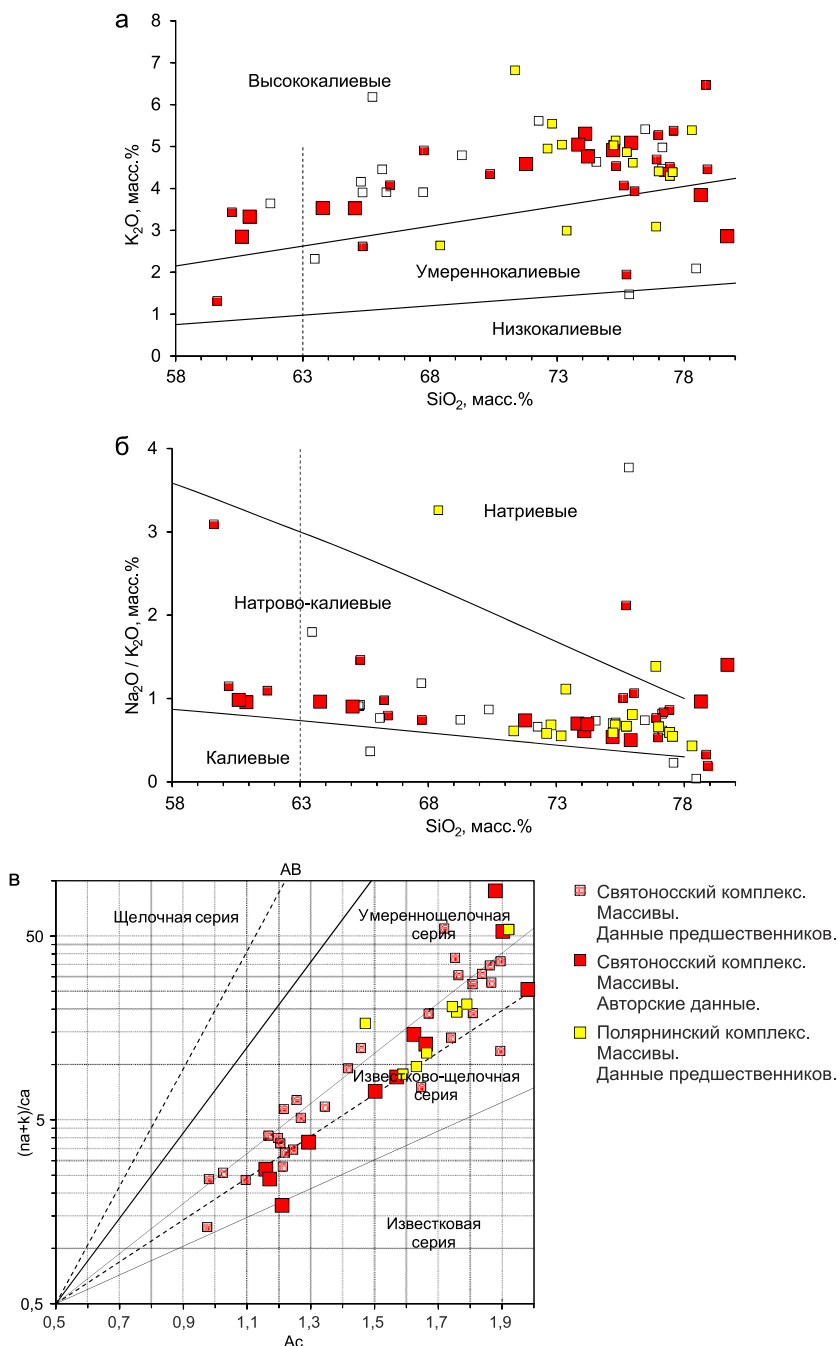 а
8
7
6
5
4
3
2
1
0
K₂O, масс.%
Высококалиевые
Умереннокалиевые
Низкокалиевые
58
63
68
73
78
SiO₂, масс.%
б
4
3
2
1
0
Na₂O / K₂O, масс.%
Натриевые
Натрово-калиевые
Калиевые
58
63
68
73
78
SiO₂, масс.%
в
АВ
Щелочная серия
Умереннощелочная
серия
50
Известково-щелочная
серия
5
(na+k)/ca
Известковая
серия
0,5
0,5
0,7
0,9
1,1
1,3
1,5
1,7
1,9
Ac
Святоносский комплекс.
Массивы.
Данные предшественников.
Святоносский комплекс.
Массивы.
Авторские данные.
Полярнинский комплекс.
Массивы.
Данные предшественников.